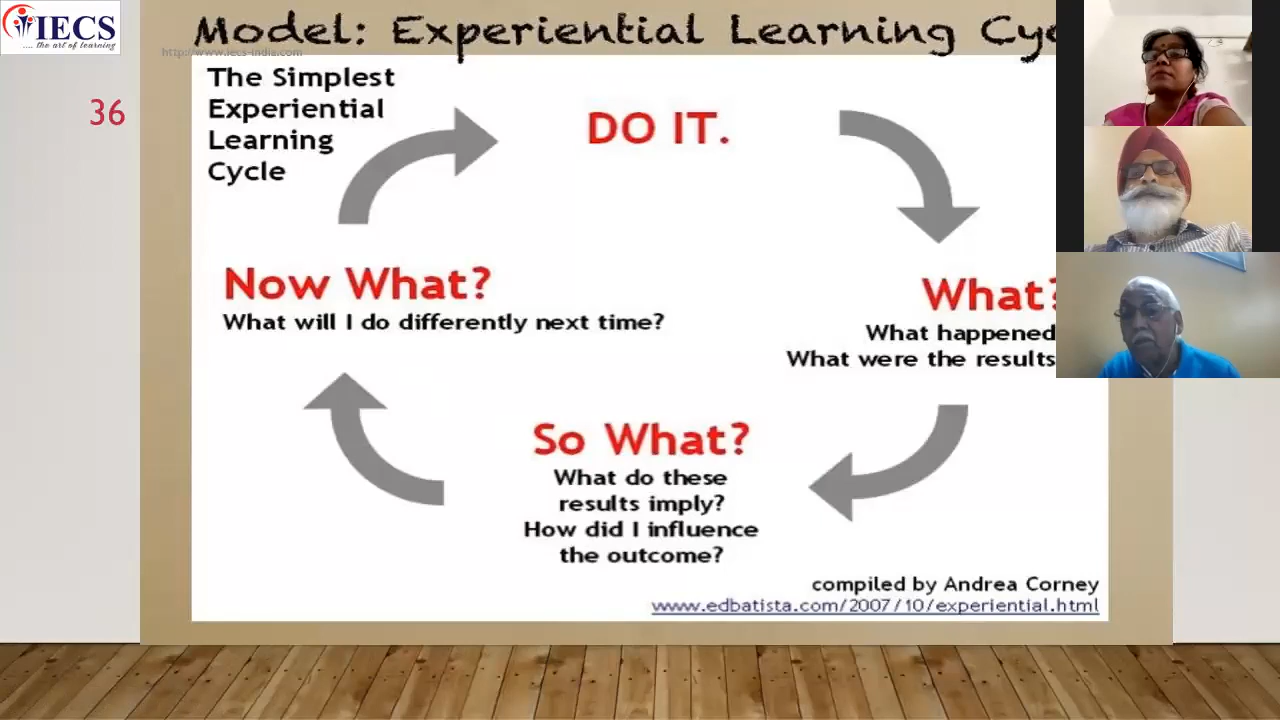 IECS
.... the art of learning
http://www.iecs-india.com
36
Model: Experiential Learning Cy
The Simplest
Experiential
Learning
Cycle
DO IT.
Now What?
What will I do differently next time?
What?
What happened
What were the results
So What?
What do these
results imply?
How did I influence
the outcome?
compiled by Andrea Corney
www.edbatista.com/2007/10/experiential.html